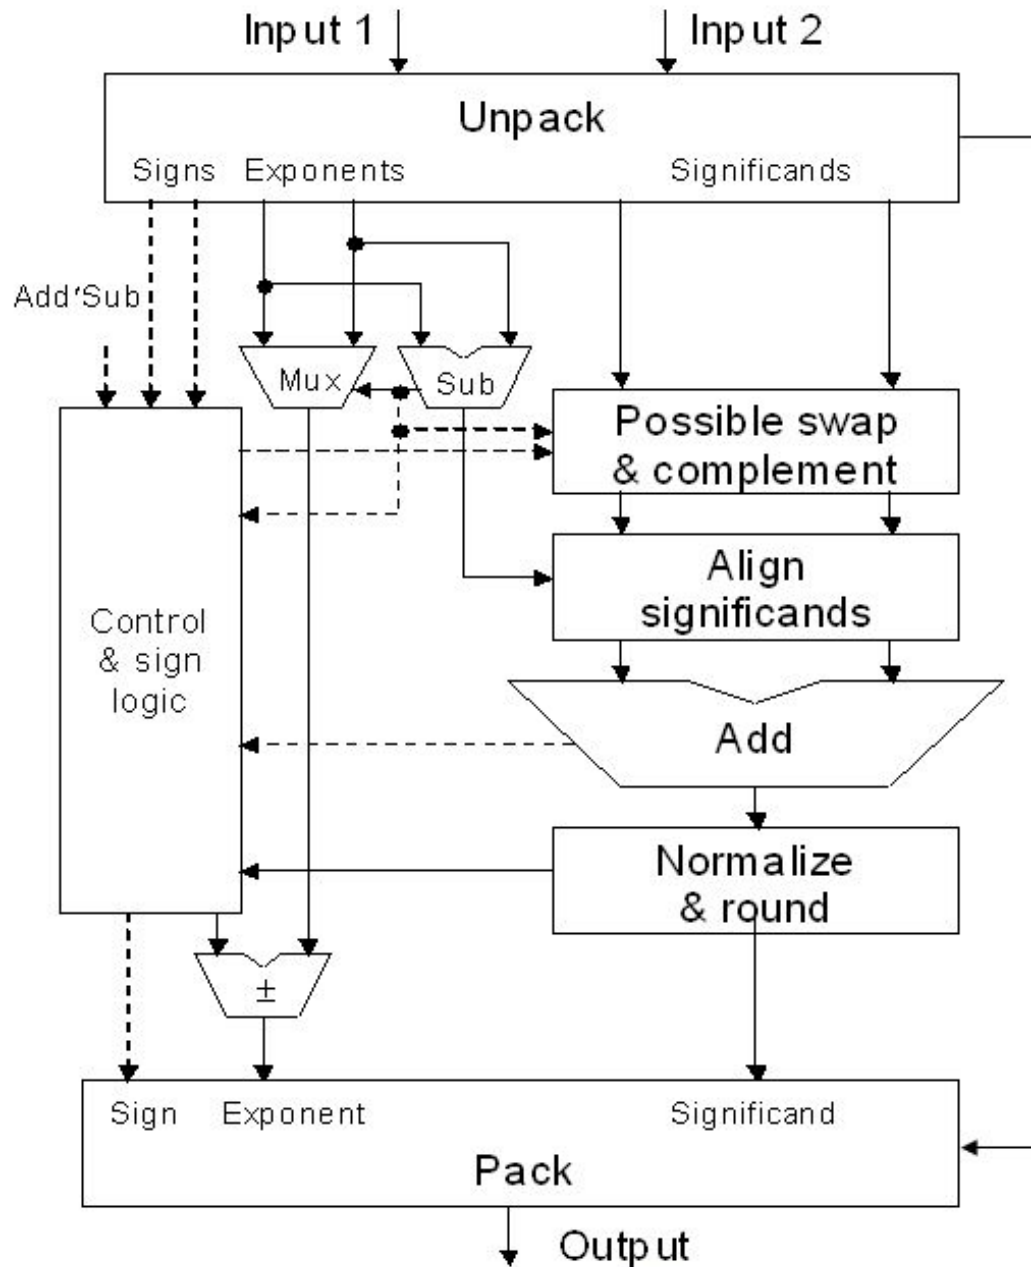 Input 1
Input 2
Unpack
Signs
Exponents
Significands
Add'Sub
Mux
Sub
Possible swap
& complement
Align
significands
Control
& sign
logic
Add
Normalize
& round
±
Sign
Exponent
Significand
Pack
Output